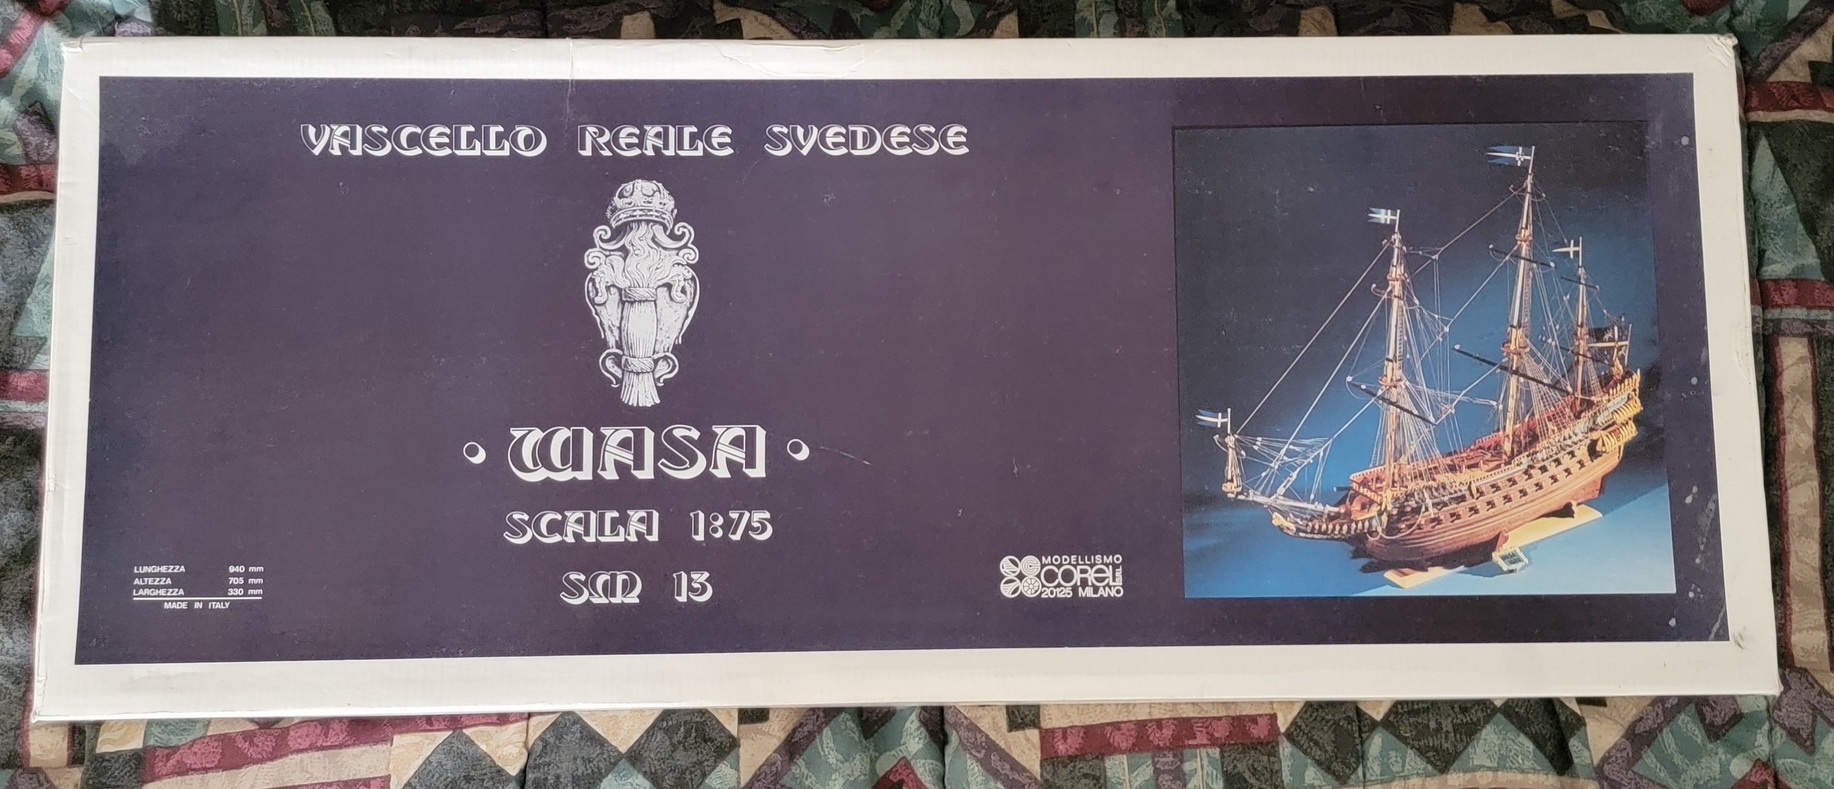 VASCELLO REALE SVEDESE
• WASA •
SCALA 1:75
SM 13
LUNGHEZZA 940 mm
ALTEZZA 705 mm
LARGHEZZA 330 mm
MADE IN ITALY
MODELLISMO
COREL SRL
20125 MILANO